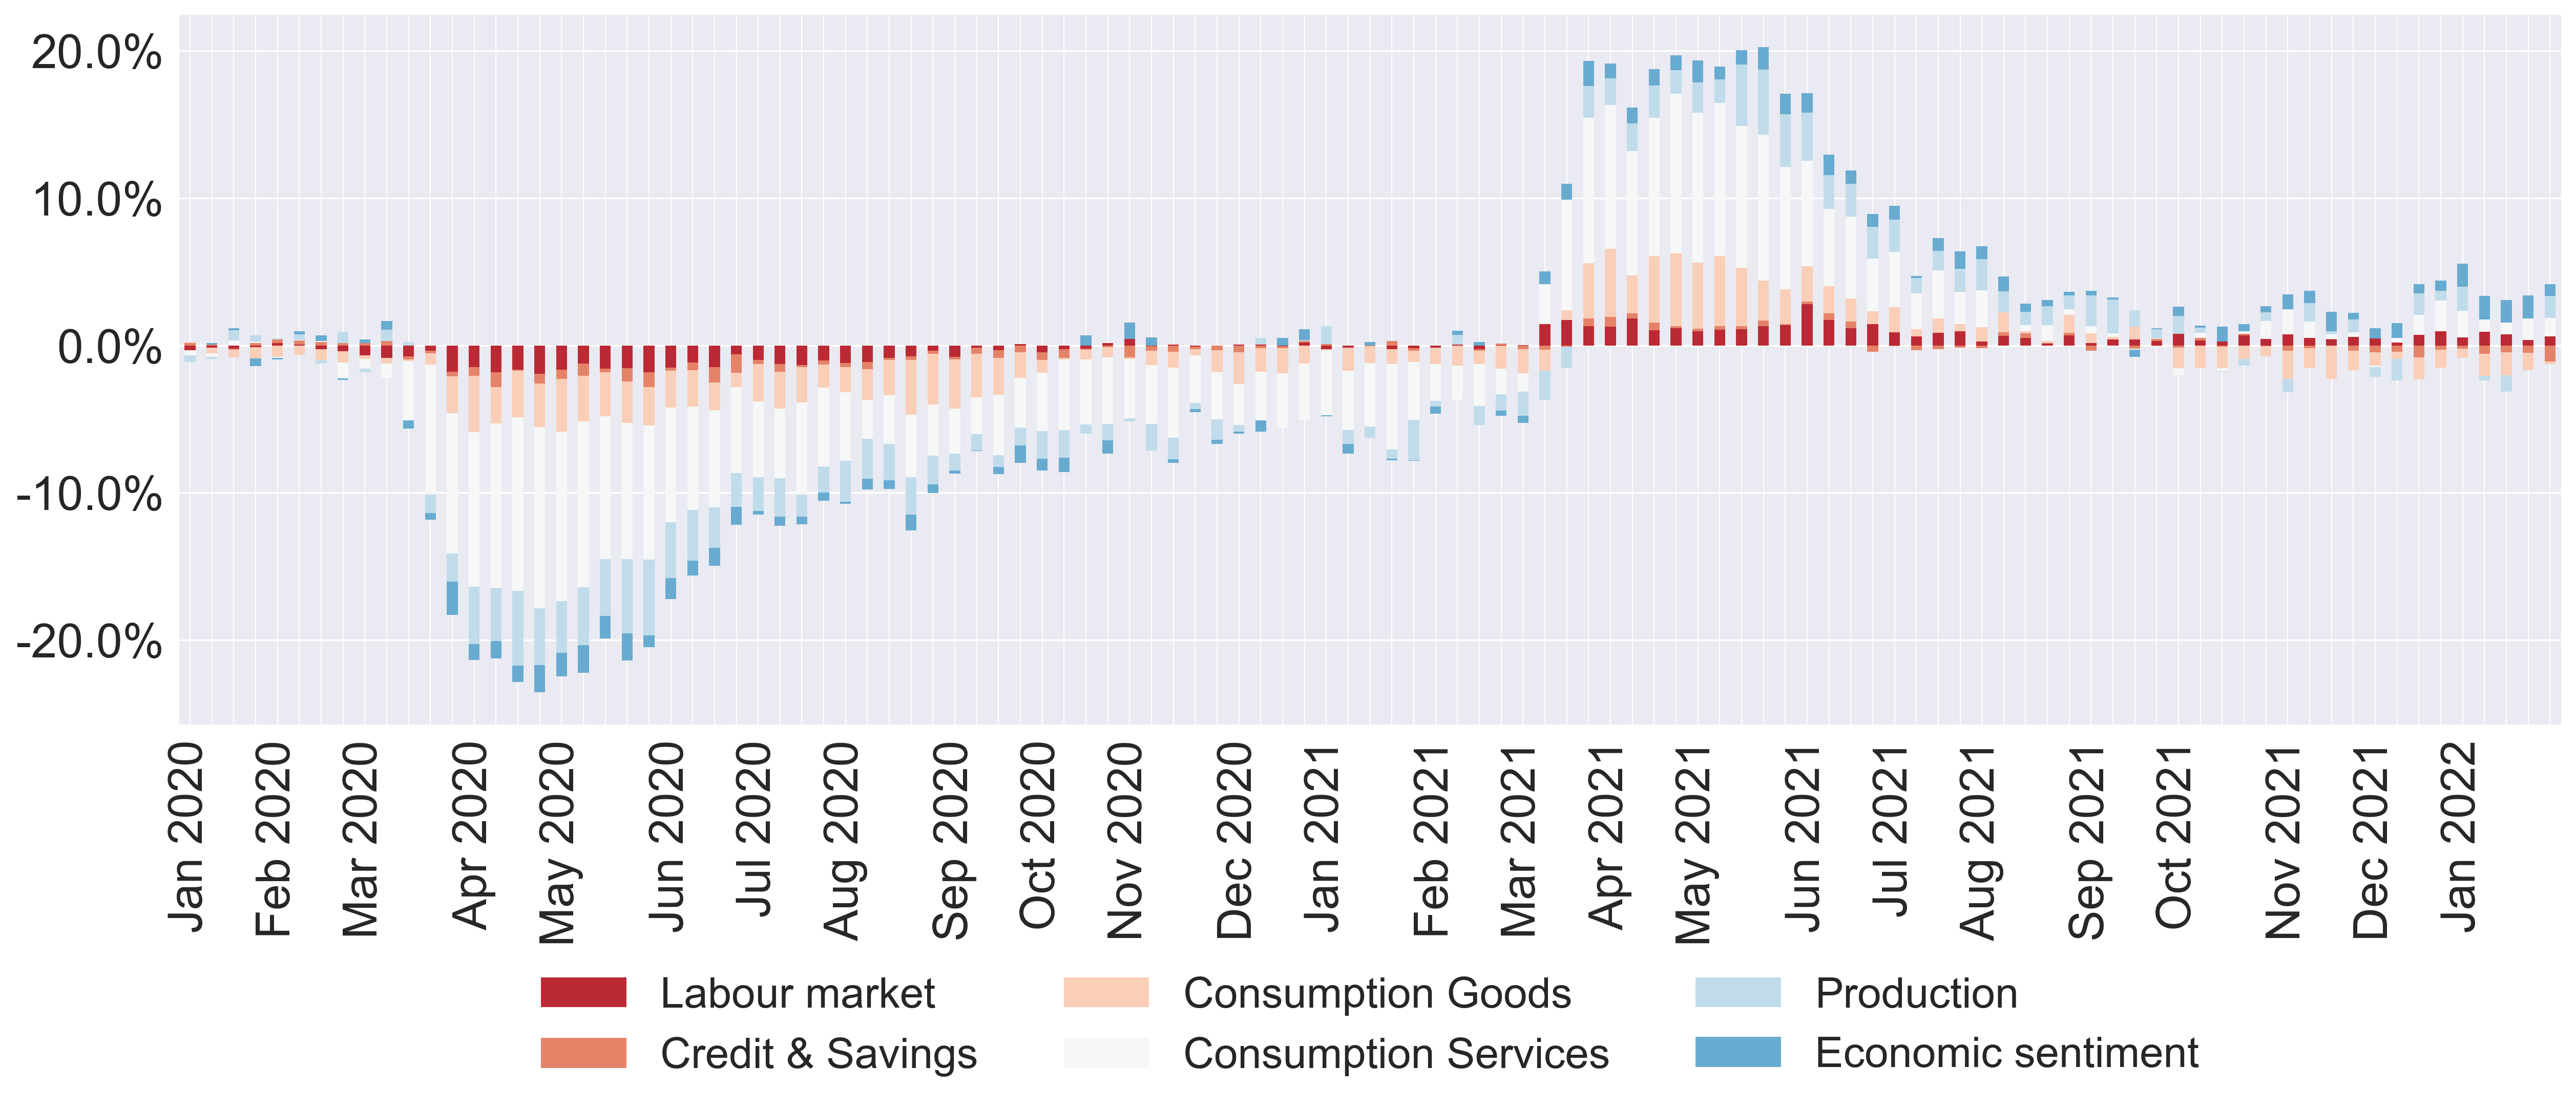 20.0%
10.0%
0.0%
-10.0%
-20.0%
Jan 2020
Feb 2020
Mar 2020
Apr 2020
May 2020
Jun 2020
Jul 2020
Aug 2020
Sep 2020
Oct 2020
Nov 2020
Dec 2020
Jan 2021
Feb 2021
Mar 2021
Apr 2021
May 2021
Jun 2021
Jul 2021
Aug 2021
Sep 2021
Oct 2021
Nov 2021
Dec 2021
Jan 2022
Labour market
Credit & Savings
Consumption Goods
Consumption Services
Production
Economic sentiment